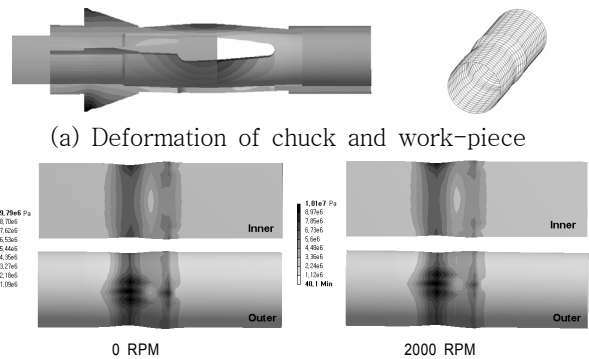 (a) Deformation of chuck and work-piece
9,79e6 Pa
8,70e6
7,62e6
6,53e6
5,44e6
4,35e6
3,27e6
2,18e6
1,09e6
Inner
Outer
0 RPM
1,01e7 Pa
8,97e6
7,85e6
6,73e6
5,6e6
4,48e6
3,36e6
2,24e6
1,12e6
40,1 Min
Inner
Outer
2000 RPM